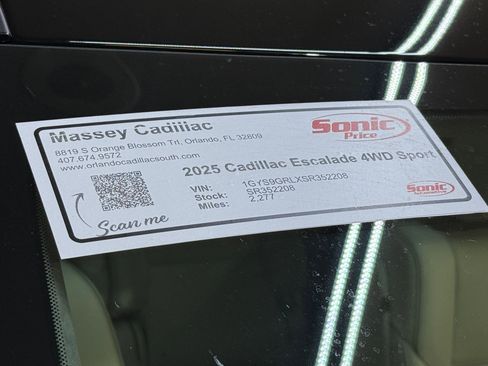 Massey Cadillac
8819 S Orange Blossom Trl, Orlando, FL 32809
407.674.9572
www.orlandocadillacsouth.com
Sonic
Price
2025 Cadillac Escalade 4WD Sport
VIN: 1GYS9GRLXSR352208
Stock: SR352208
Miles: 2,277
Scan me
Sonic